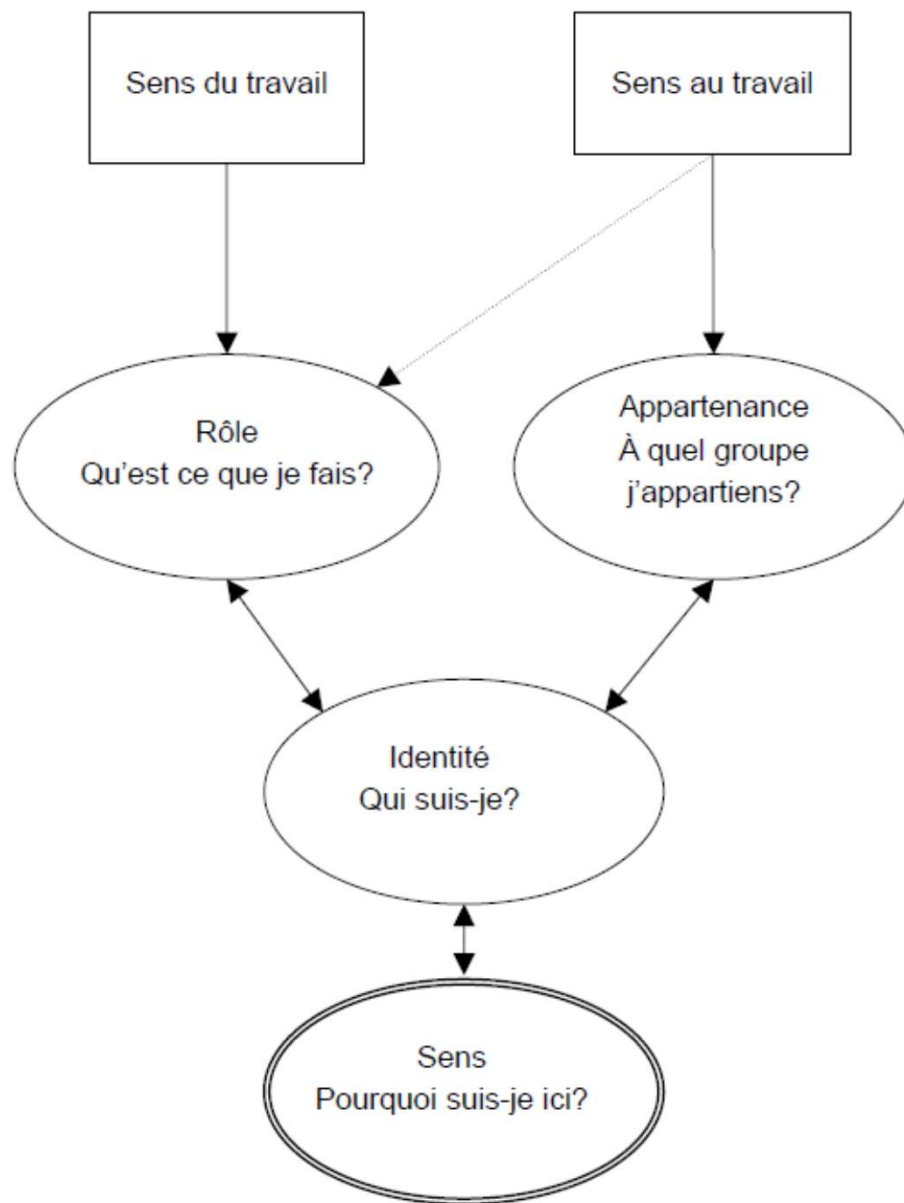 Sens du travail
Sens au travail
Rôle
Qu'est ce que je fais?
Appartenance
À quel groupe
j'appartiens?
Identité
Qui suis-je?
Sens
Pourquoi suis-je ici?